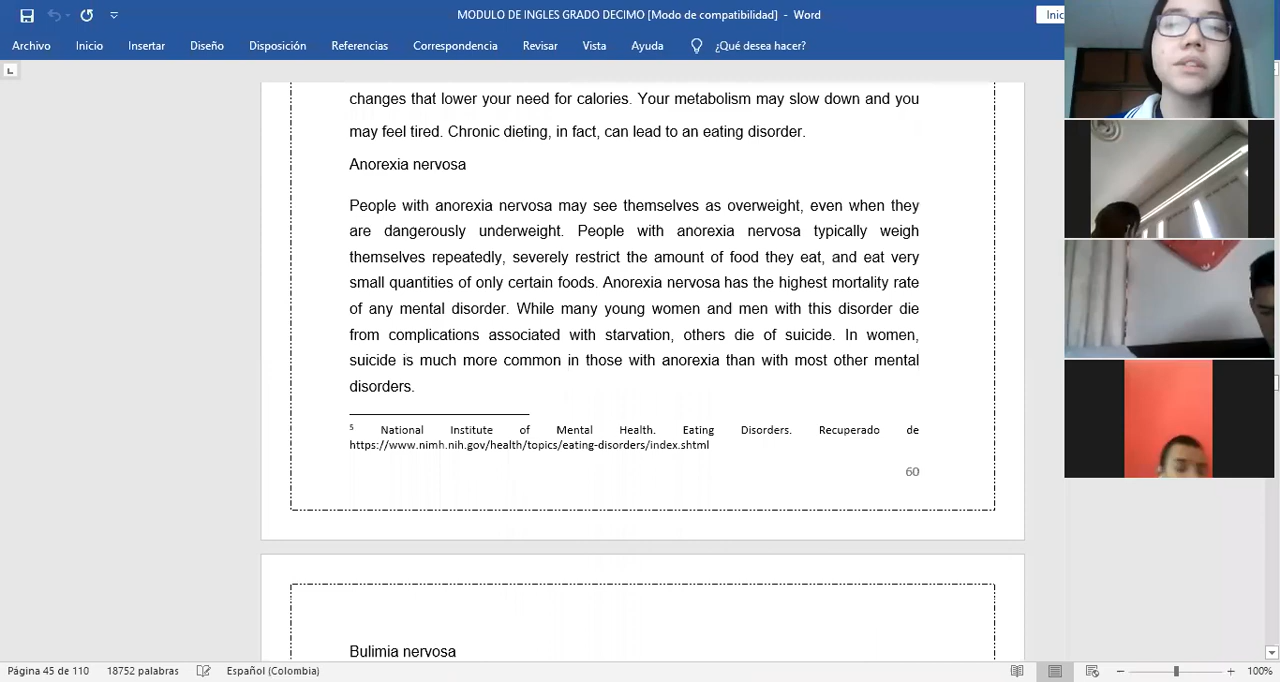 MODULO DE INGLES GRADO DECIMO [Modo de compatibilidad] - Word
Inic
Archivo Inicio Insertar Diseño Disposición Referencias Correspondencia Revisar Vista Ayuda ¿Qué desea hacer?
changes that lower your need for calories. Your metabolism may slow down and you
may feel tired. Chronic dieting, in fact, can lead to an eating disorder.
Anorexia nervosa
People with anorexia nervosa may see themselves as overweight, even when they
are dangerously underweight. People with anorexia nervosa typically weigh
themselves repeatedly, severely restrict the amount of food they eat, and eat very
small quantities of only certain foods. Anorexia nervosa has the highest mortality rate
of any mental disorder. While many young women and men with this disorder die
from complications associated with starvation, others die of suicide. In women,
suicide is much more common in those with anorexia than with most other mental
disorders.
5 National Institute of Mental Health. Eating Disorders. Recuperado de
https://www.nimh.nih.gov/health/topics/eating-disorders/index.shtml
60
Bulimia nervosa
Página 45 de 110 18752 palabras Español (Colombia) 100%